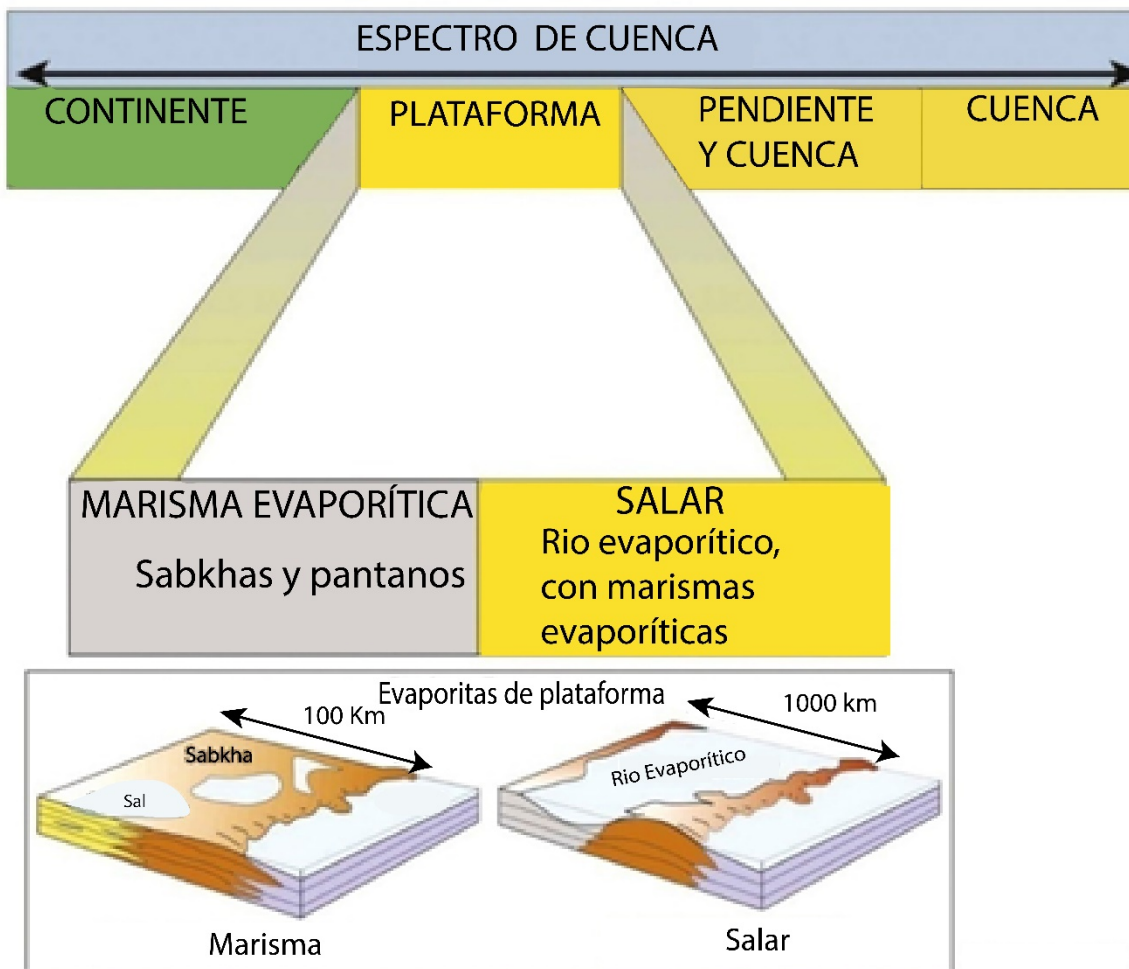 ESPECTRO DE CUENCA
CONTINENTE
PLATAFORMA
PENDIENTE
Y CUENCA
CUENCA
MARISMA EVAPORÍTICA
Sabkhas y pantanos
SALAR
Rio evaporítico,
con marismas
evaporíticas
Evaporitas de plataforma
100 Km
1000 km
Sabkha
Sal
Rio Evaporítico
Marisma
Salar